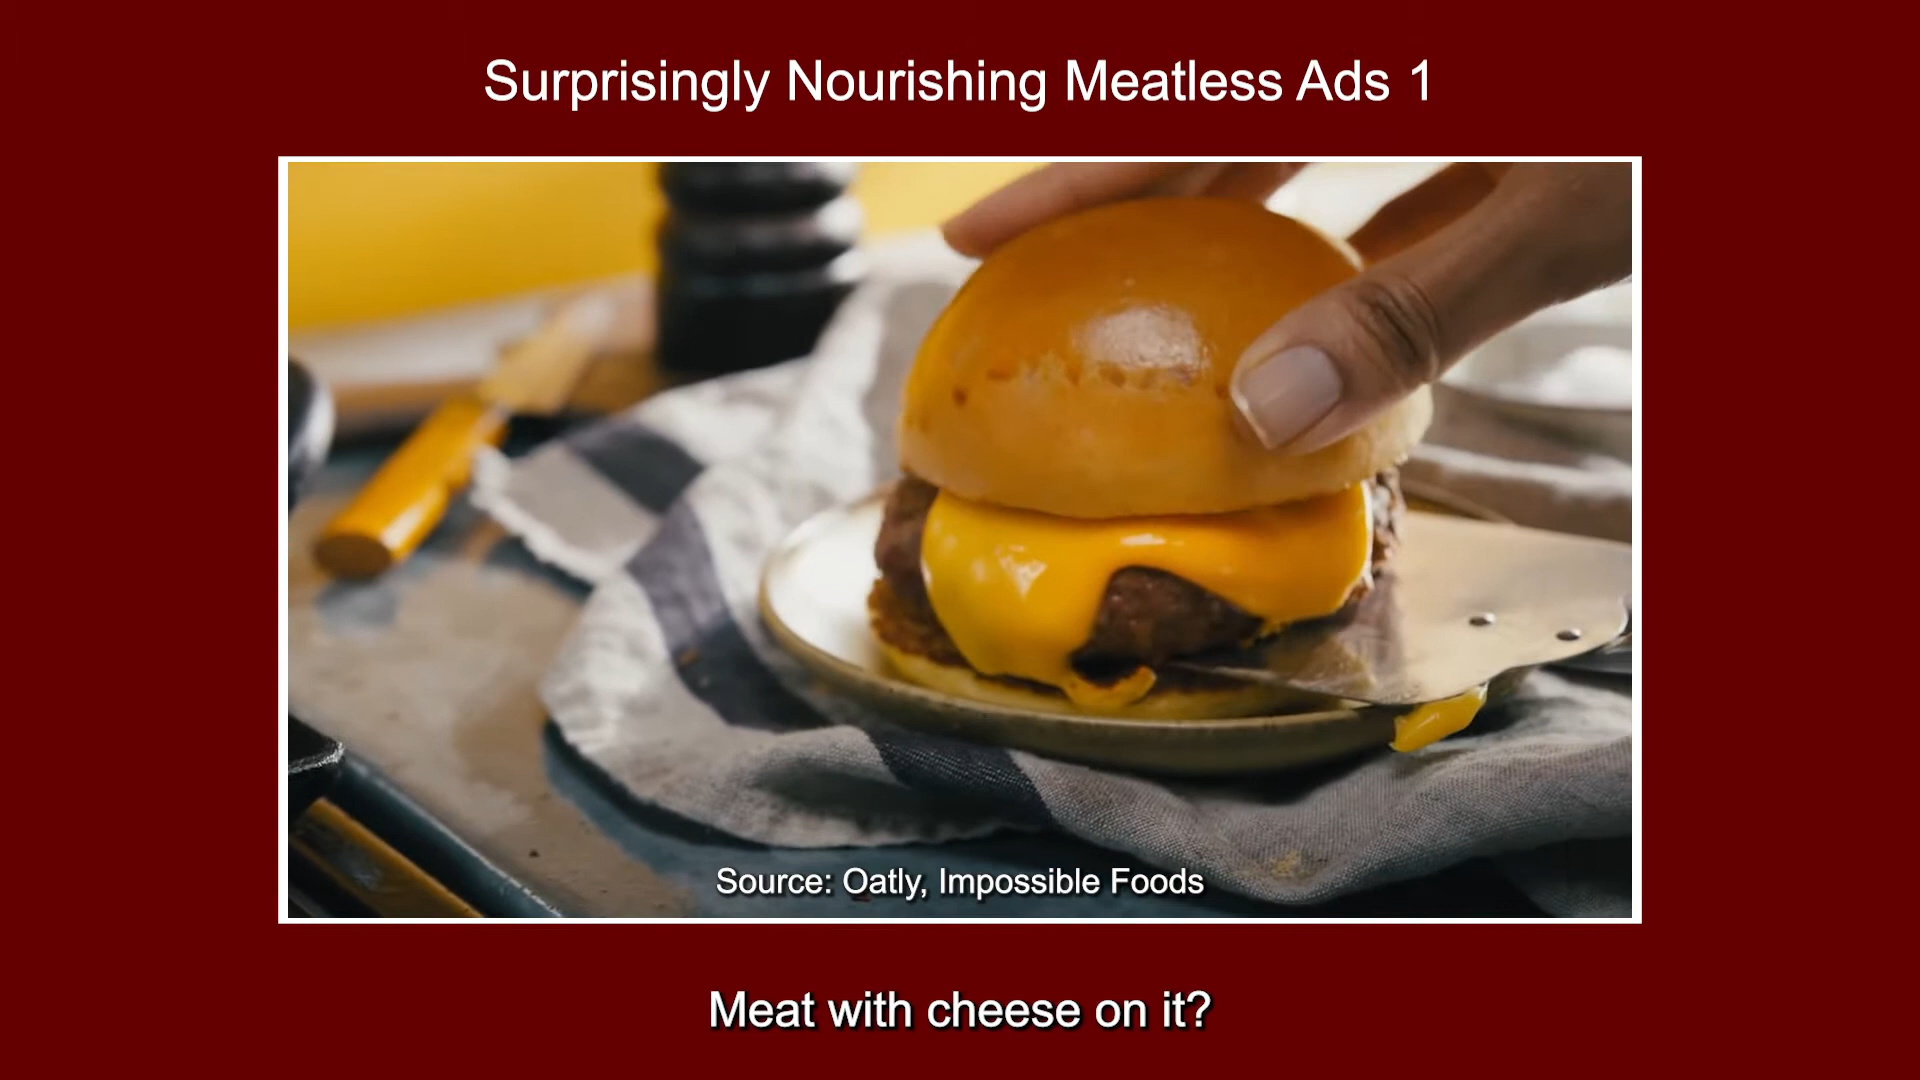 Surprisingly Nourishing Meatless Ads 1
Source: Oatly, Impossible Foods
Meat with cheese on it?